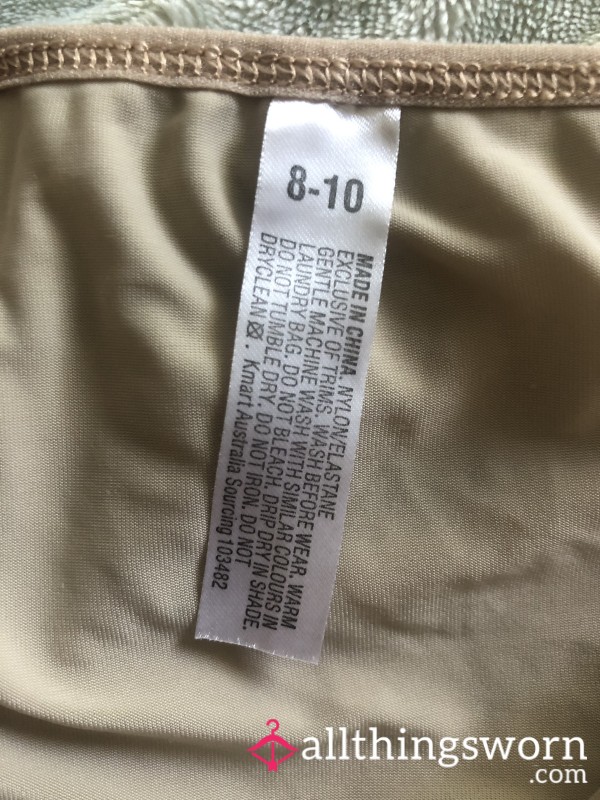 8-10
MADE IN CHINA. NYLON/ELASTANE
EXCLUSIVE OF TRIMS. WASH BEFORE WEAR. WARM
GENTLE MACHINE WASH WITH SIMILAR COLOURS IN
LAUNDRY BAG. DO NOT BLEACH. DRIP DRY IN SHADE.
DO NOT TUMBLE DRY. DO NOT IRON. DO NOT
DRYCLEAN. Kmart Australia Sourcing 103482
allthingsworn
.com